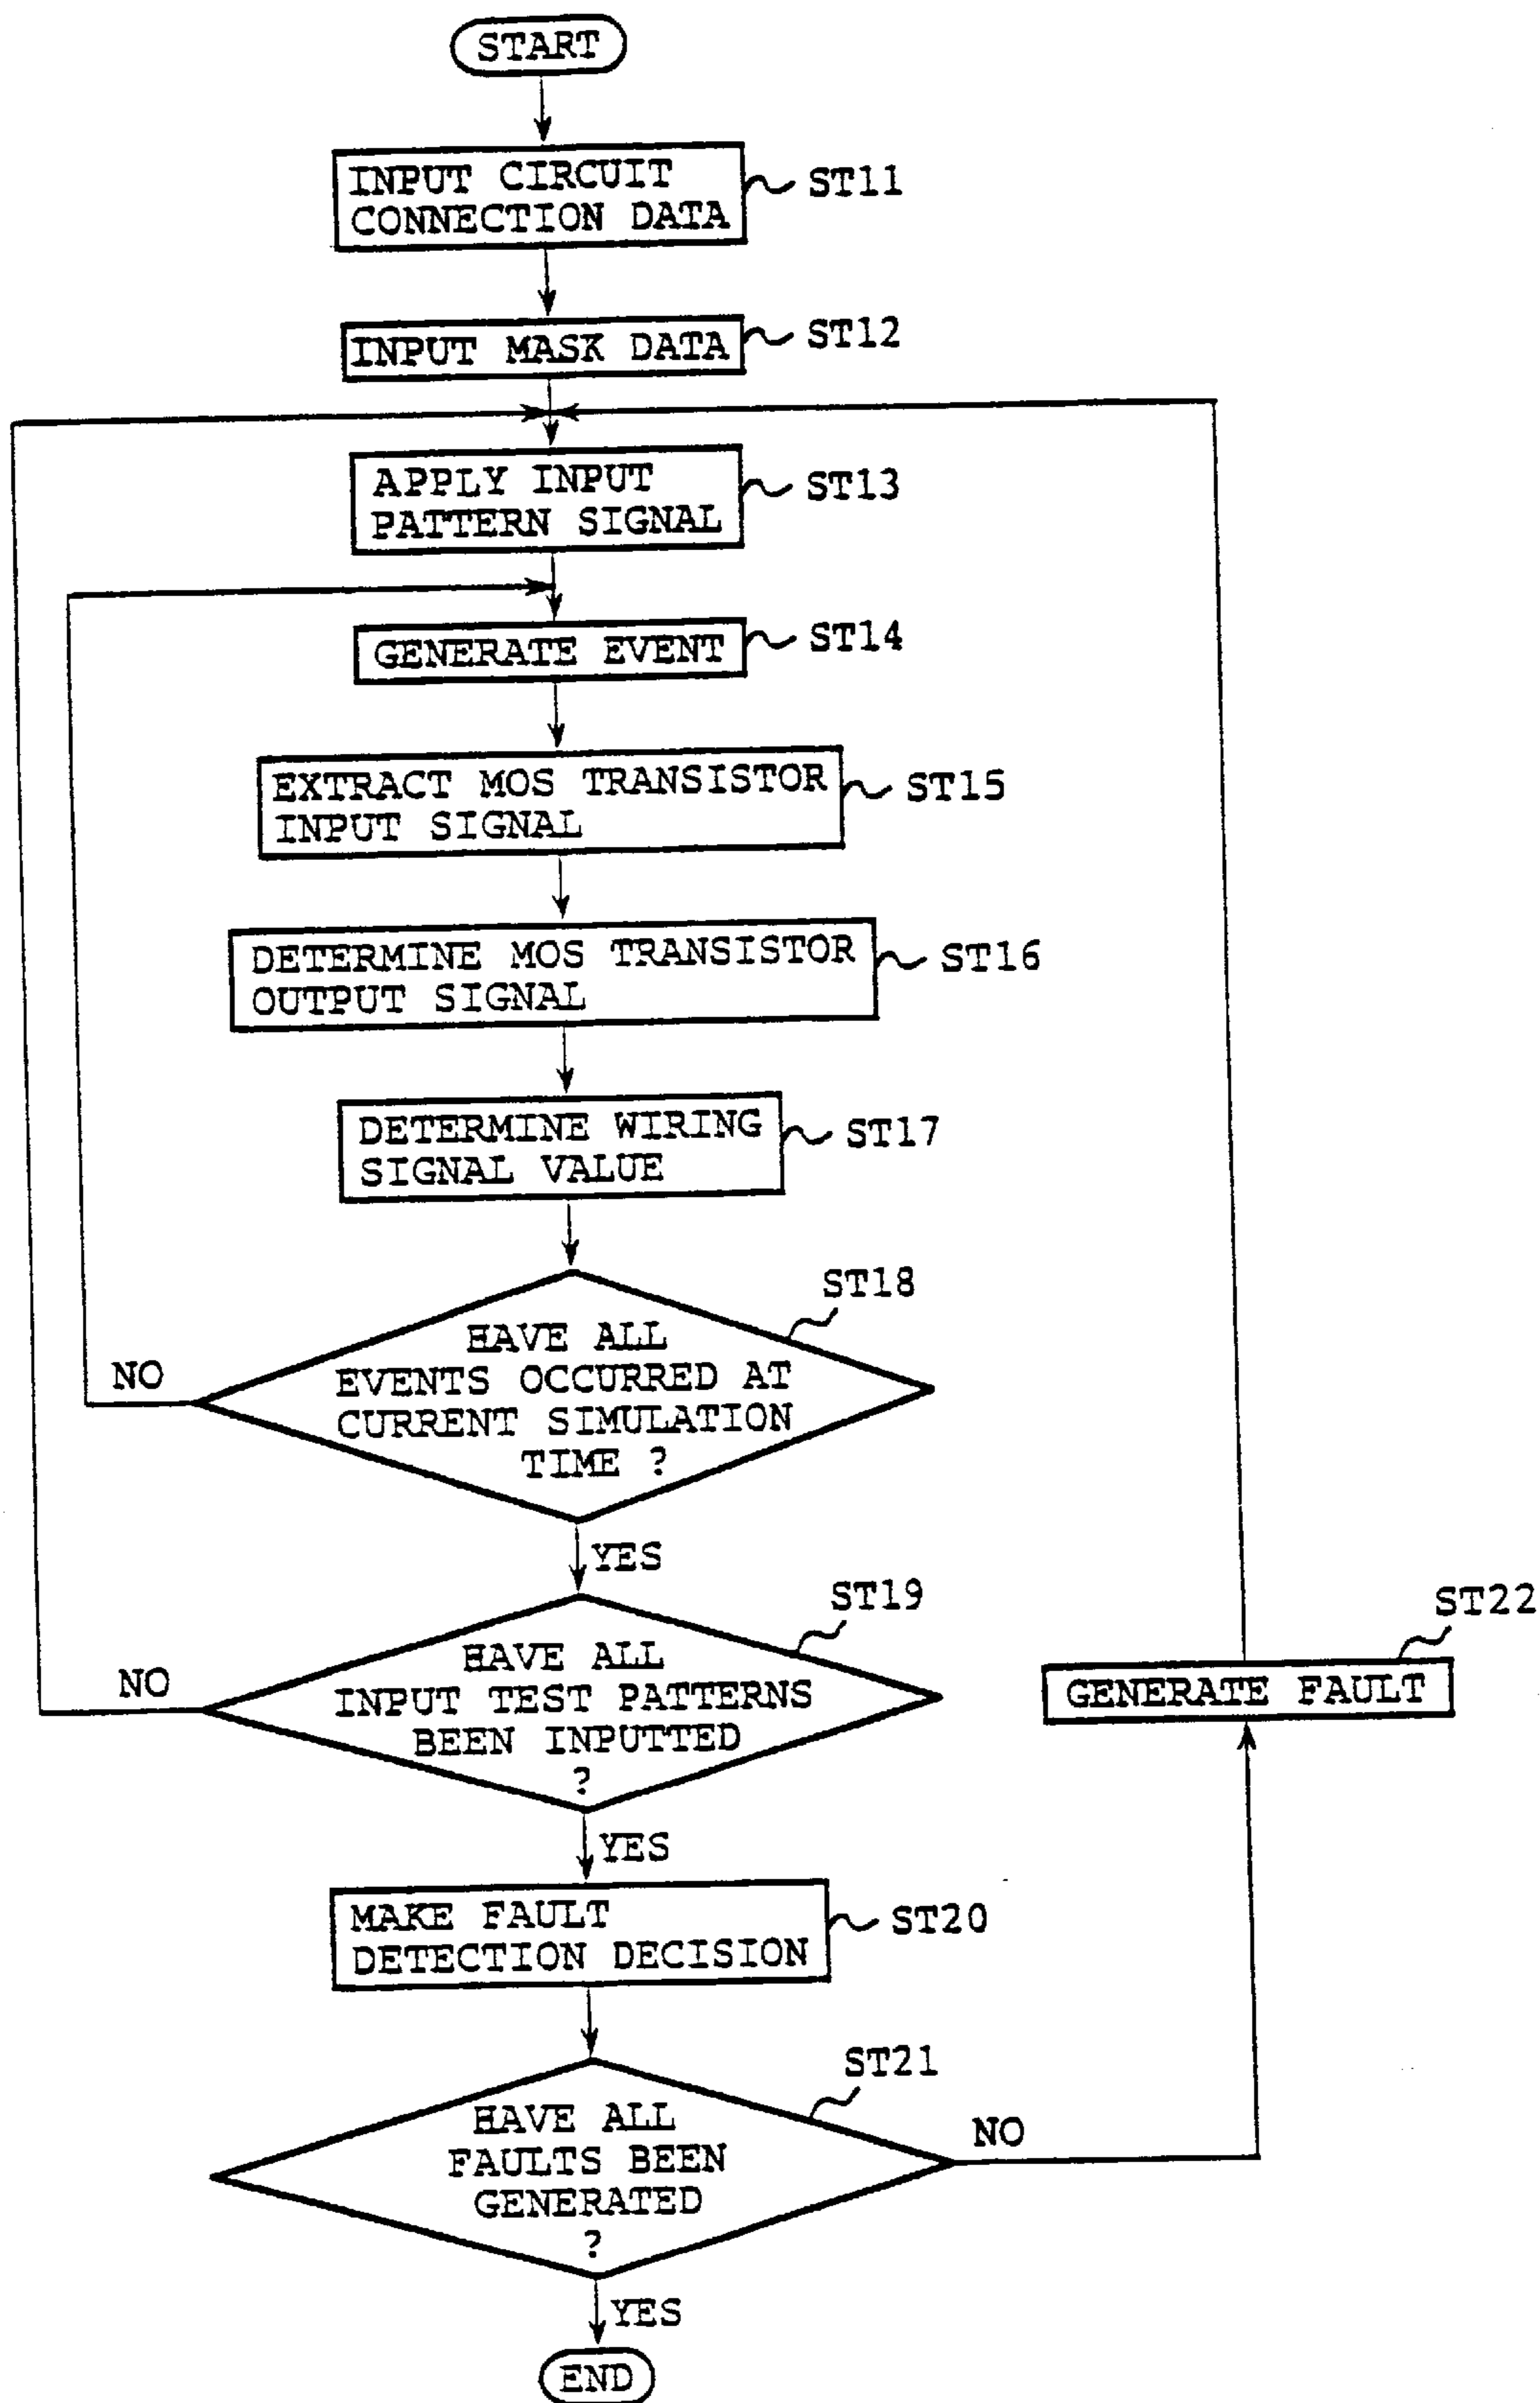 START
INPUT CIRCUIT
CONNECTION DATA
ST11
INPUT MASK DATA
ST12
APPLY INPUT
PATTERN SIGNAL
ST13
GENERATE EVENT
ST14
EXTRACT MOS TRANSISTOR
INPUT SIGNAL
ST15
DETERMINE MOS TRANSISTOR
OUTPUT SIGNAL
ST16
DETERMINE WIRING
SIGNAL VALUE
ST17
ST18
HAVE ALL
EVENTS OCCURRED AT
CURRENT SIMULATION
TIME ?
NO
YES
ST19
HAVE ALL
INPUT TEST PATTERNS
BEEN INPUTTED
?
NO
YES
ST22
GENERATE FAULT
MAKE FAULT
DETECTION DECISION
ST20
ST21
HAVE ALL
FAULTS BEEN
GENERATED
?
NO
YES
END